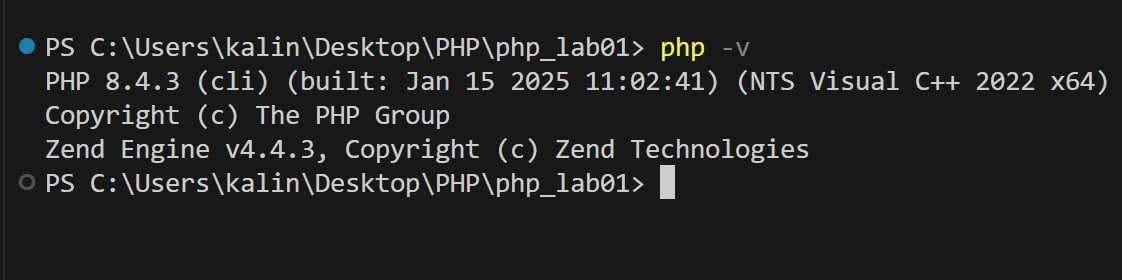 PS C:\Users\kalin\Desktop\PHP\php_lab01> php -v
PHP 8.4.3 (cli) (built: Jan 15 2025 11:02:41) (NTS Visual C++ 2022 x64)
Copyright (c) The PHP Group
Zend Engine v4.4.3, Copyright (c) Zend Technologies
PS C:\Users\kalin\Desktop\PHP\php_lab01>